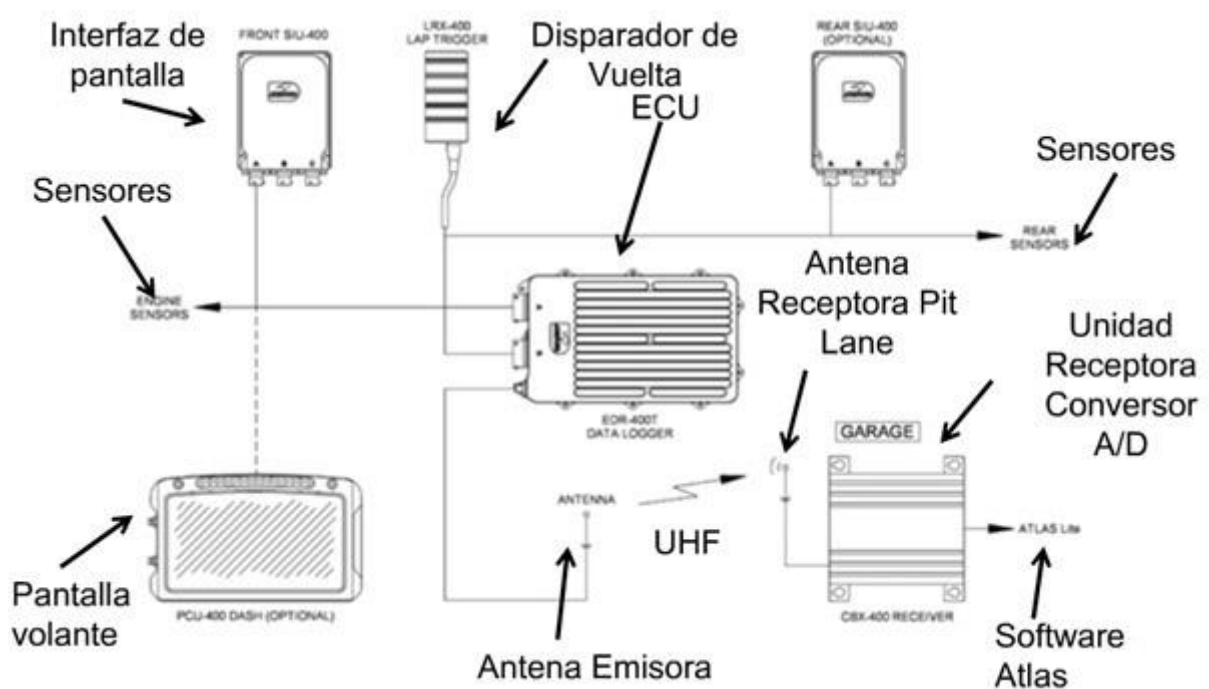 Interfaz de
pantalla
FRONT SIU-400
LRX-400
LAP TRIGGER
Disparador de
Vuelta
ECU
REAR SIU-400
(OPTIONAL)
Sensores
Sensores
REAR
SENSORS
ENGINE
SENSORS
Antena
Receptora Pit
Lane
Unidad
Receptora
Conversor
A/D
EDR-400T
DATA LOGGER
GARAGE
ANTENNA
UHF
ATLAS Lite
Pantalla
volante
PCU-400 DASH (OPTIONAL)
CBX-400 RECEIVER
Antena Emisora
Software
Atlas